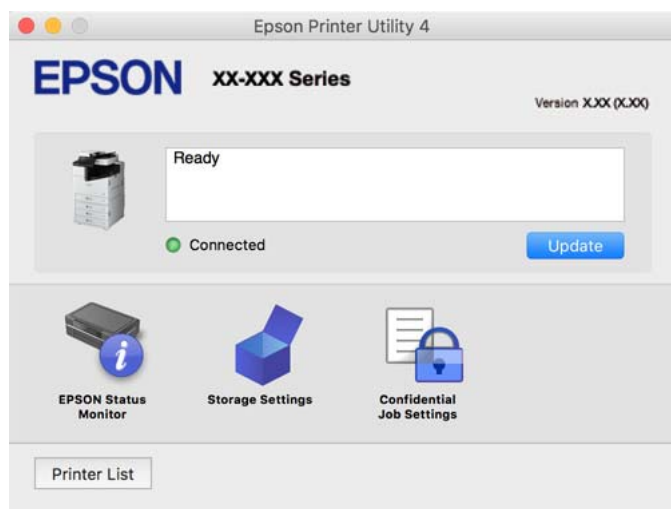 Epson Printer Utility 4
EPSON XX-XXX Series
Version X.XX (X.XX)
Ready
Connected
Update
EPSON Status
Monitor
Storage Settings
Confidential
Job Settings
Printer List